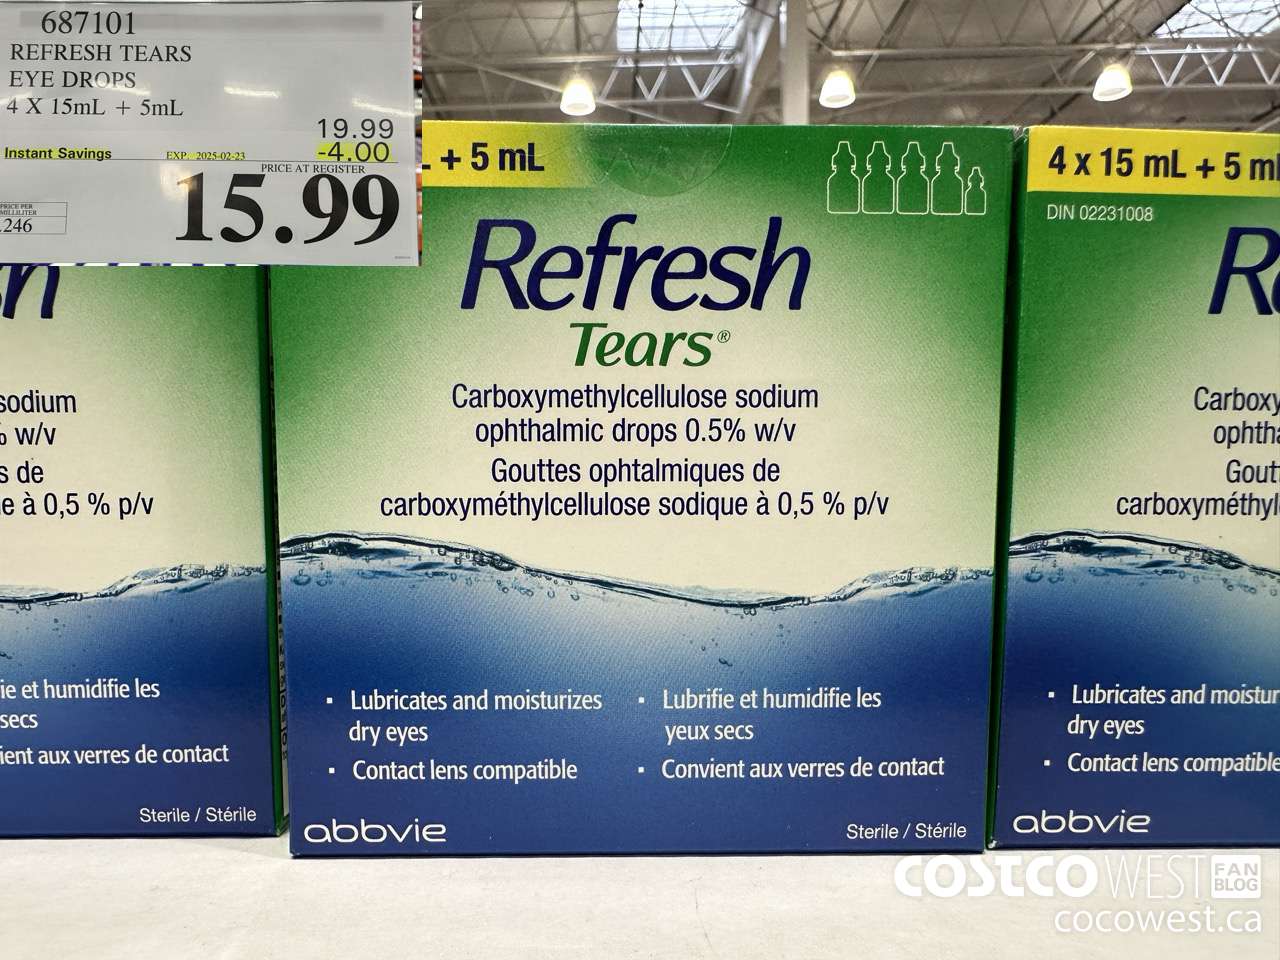 687101
REFRESH TEARS
EYE DROPS
4 X 15mL + 5mL
19.99
Instant Savings EXP. 2025-02-23 -4.00
PRICE AT REGISTER
15.99
PRICE PER
MILLILITER
.246
+ 5 mL
Refresh
Tears®
Carboxymethylcellulose sodium
ophthalmic drops 0.5% w/v
Gouttes ophtalmiques de
carboxyméthylcellulose sodique à 0,5 % p/v
· Lubricates and moisturizes
dry eyes
· Contact lens compatible
· Lubrifie et humidifie les
yeux secs
· Convient aux verres de contact
abbvie
Sterile / Stérile
sodium
% w/v
s de
e à 0,5 % p/v
ie et humidifie les
secs
ient aux verres de contact
Sterile / Stérile
4 x 15 mL + 5 ml
DIN 02231008
Carboxy
ophtha
Gout
carboxyméthyl
· Lubricates and moistur
dry eyes
· Contact lens compatible
abbvie
COSTCO WEST FAN BLOG
cocowest.ca